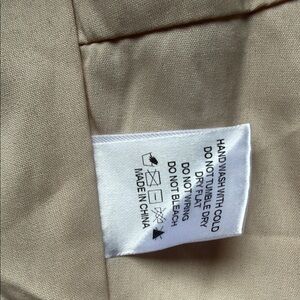 HAND WASH WITH COLD
DO NOT TUMBLE DRY
DRY FLAT
DO NOT WRING
DO NOT BLEACH
MADE IN CHINA